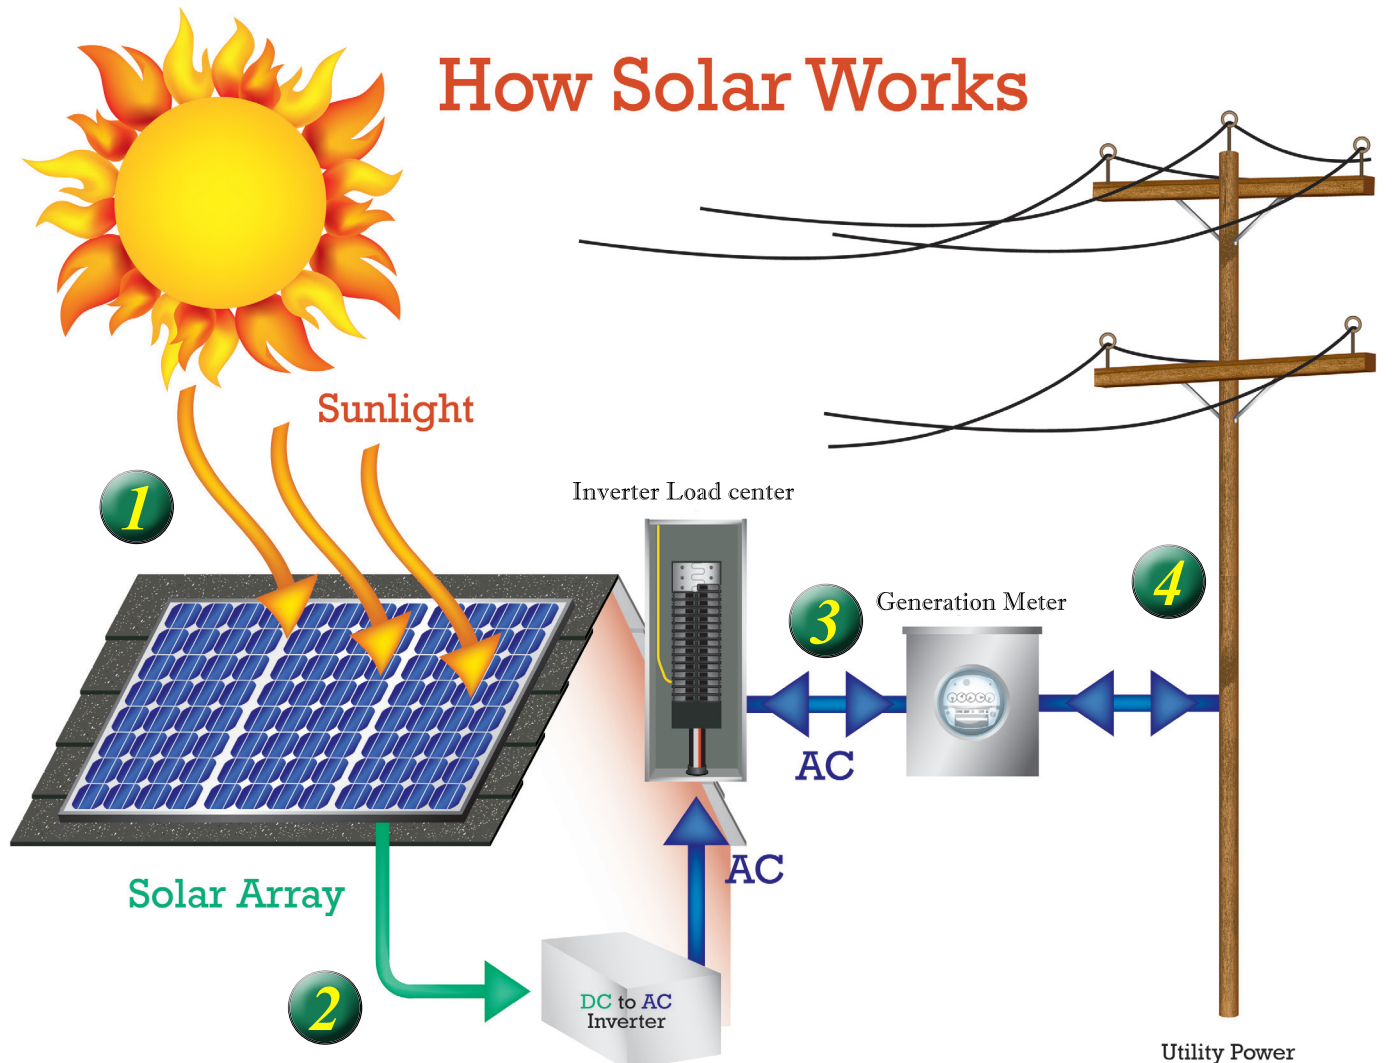 How Solar Works
Sunlight
1
Inverter Load center
3
Generation Meter
4
AC
AC
Solar Array
2
DC to AC
Inverter
Utility Power